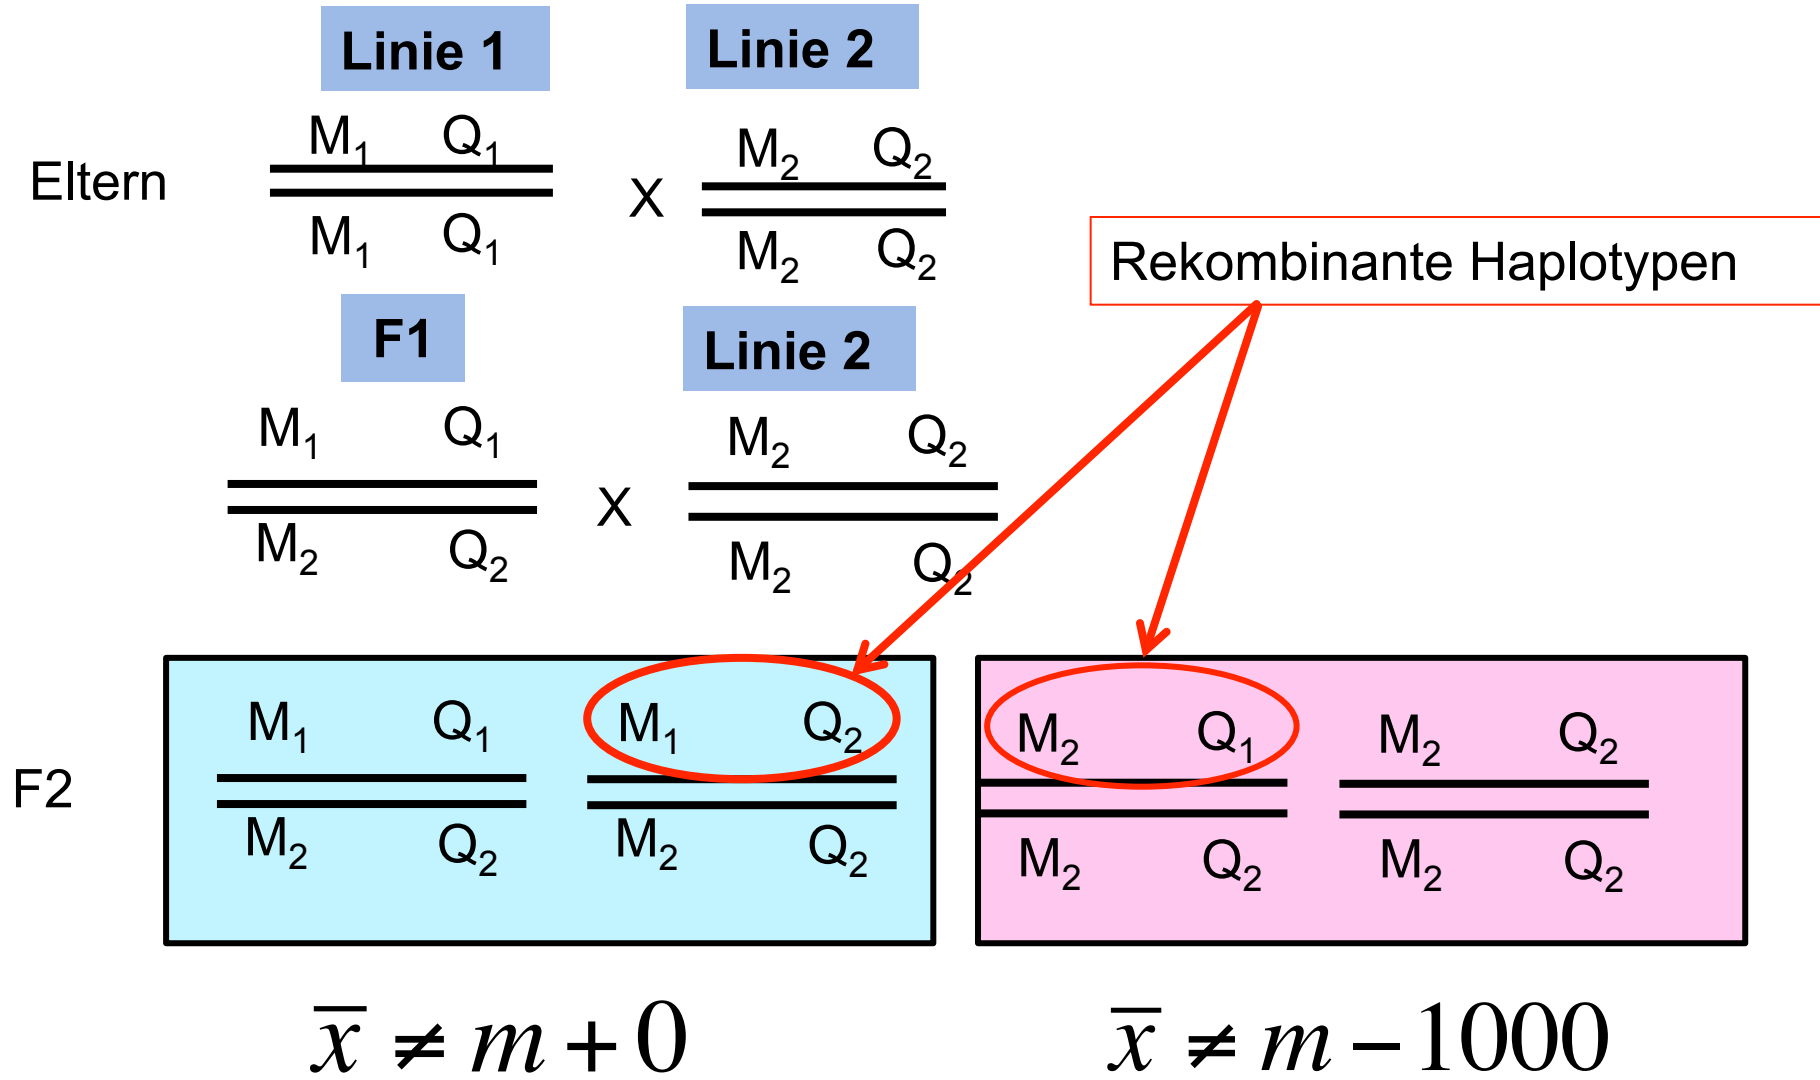 Linie 1 Linie 2
M₁ Q₁ M₂ Q₂
Eltern X
M₁ Q₁ M₂ Q₂
Rekombinante Haplotypen
F1 Linie 2
M₁ Q₁ M₂ Q₂
X
M₂ Q₂ M₂ Q₂
M₁ Q₁ M₁ Q₂ M₂ Q₁ M₂ Q₂
F2
M₂ Q₂ M₂ Q₂ M₂ Q₂ M₂ Q₂
x̅ ≠ m + 0 x̅ ≠ m − 1000